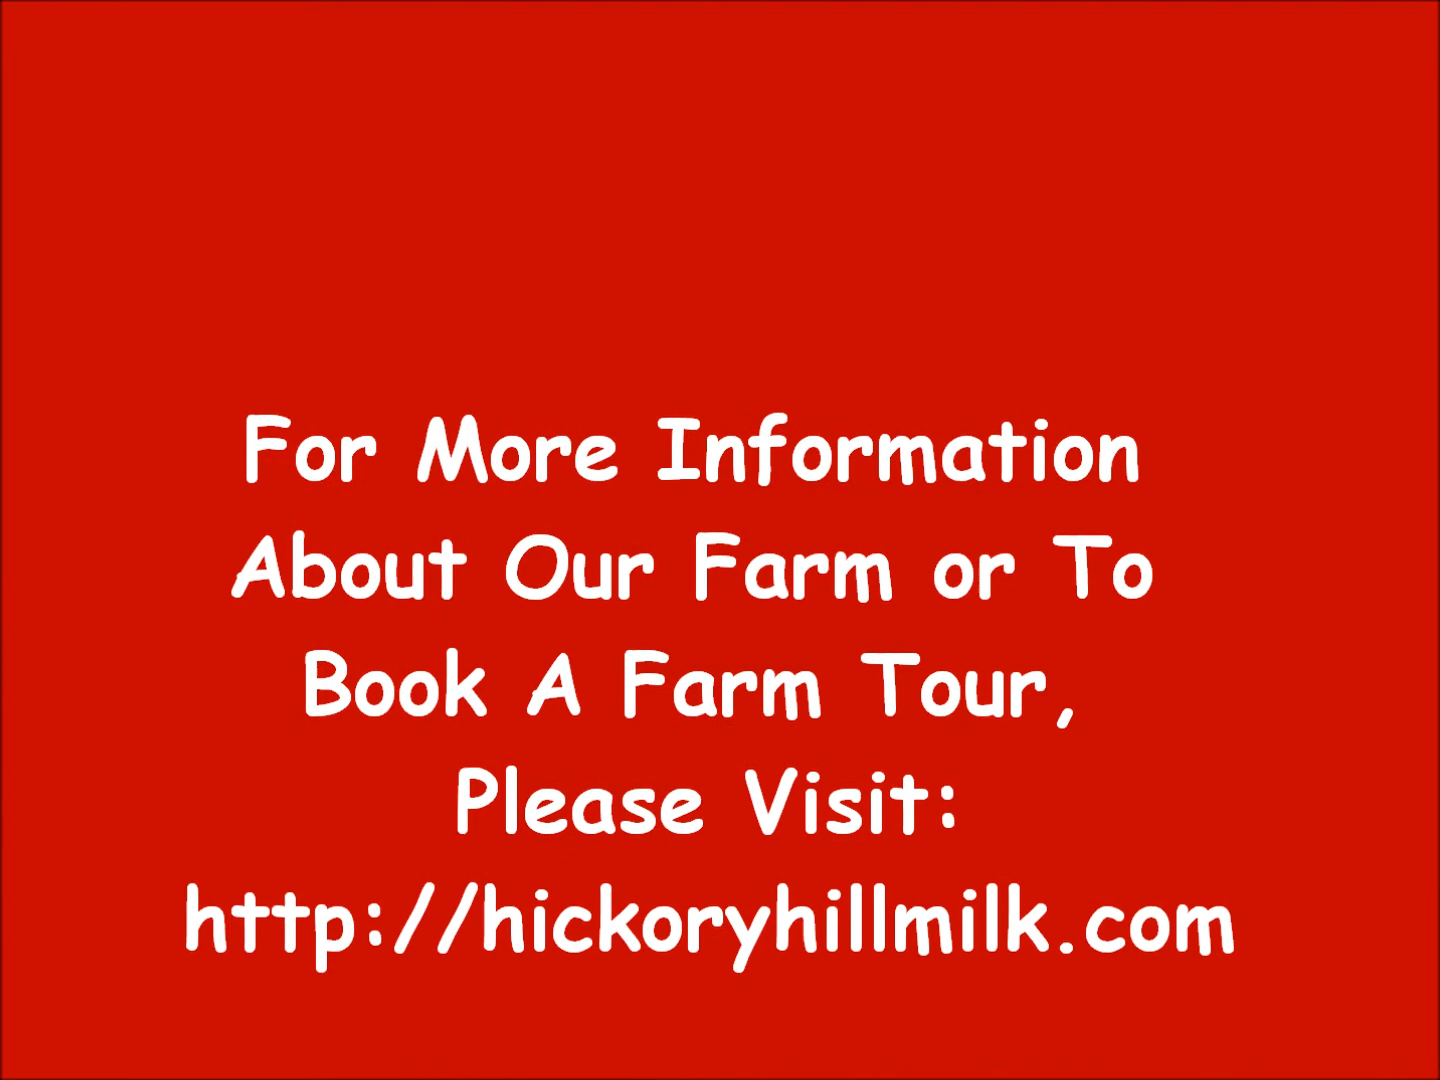 For More Information
About Our Farm or To
Book A Farm Tour,
Please Visit:
http://hickoryhillmilk.com